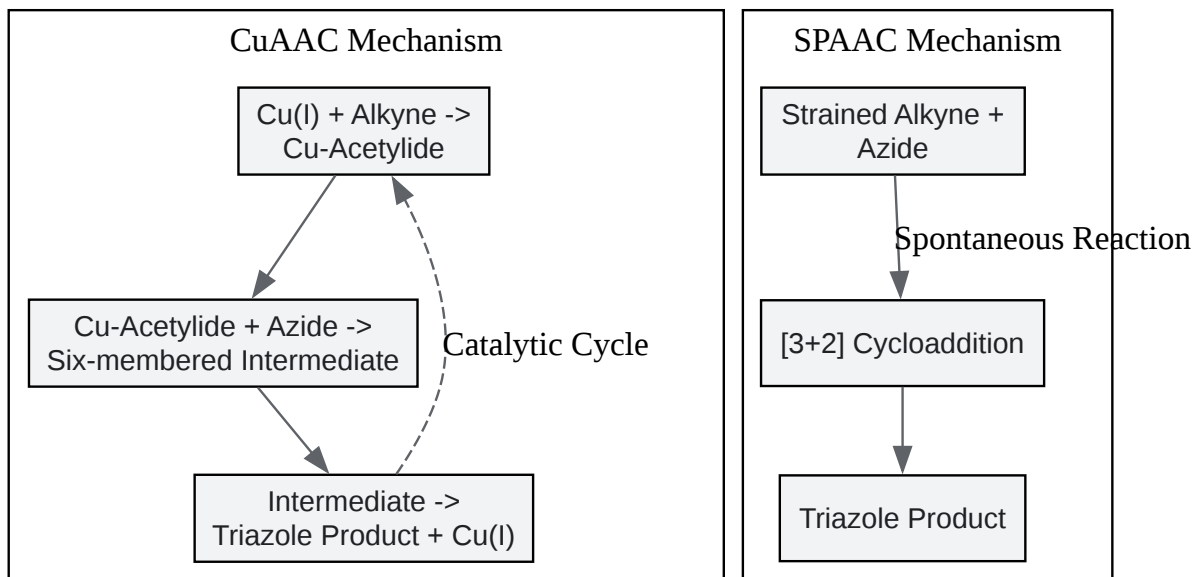 CuAAC Mechanism
Cu(I) + Alkyne ->
Cu-Acetylide
Cu-Acetylide + Azide ->
Six-membered Intermediate
Catalytic Cycle
Intermediate ->
Triazole Product + Cu(I)
SPAAC Mechanism
Strained Alkyne +
Azide
Spontaneous Reaction
[3+2] Cycloaddition
Triazole Product